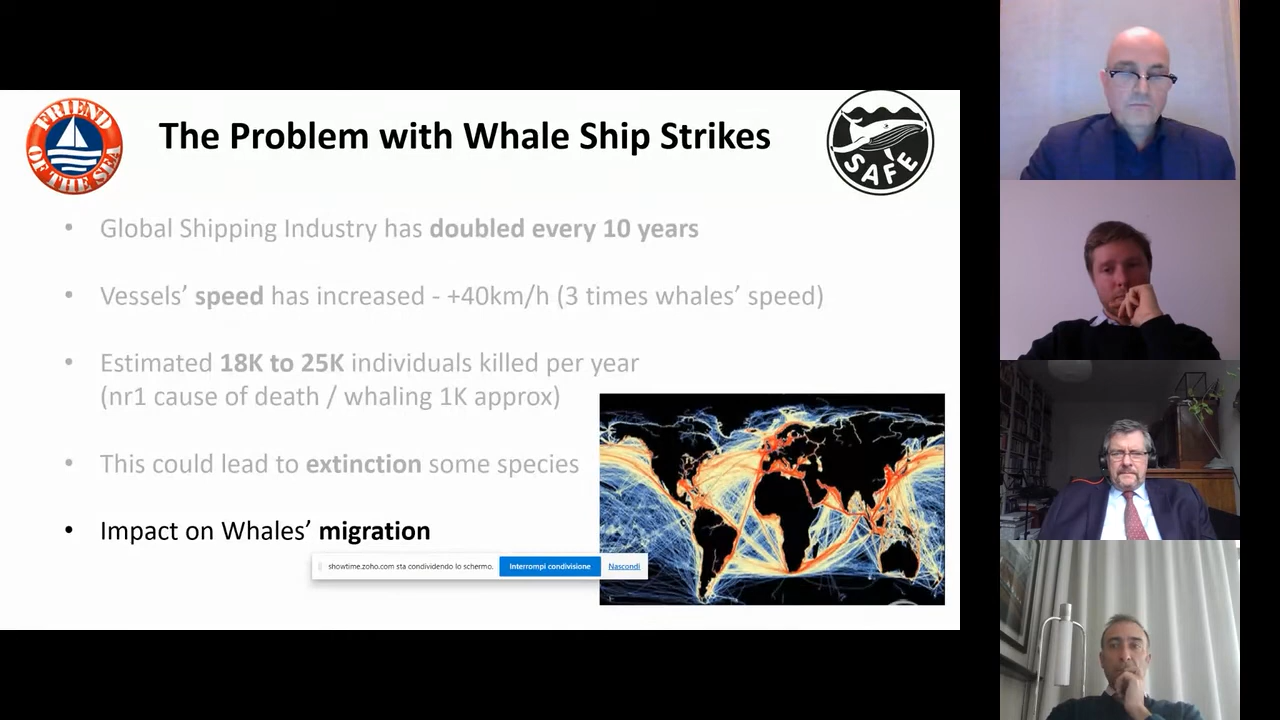 FRIEND
OF THE SEA
The Problem with Whale Ship Strikes
SAFE
• Global Shipping Industry has doubled every 10 years
• Vessels’ speed has increased - +40km/h (3 times whales’ speed)
• Estimated 18K to 25K individuals killed per year
(nr1 cause of death / whaling 1K approx)
• This could lead to extinction some species
• Impact on Whales’ migration
showtime.zoho.com sta condividendo lo schermo.
Interrompi condivisione
Nascondi